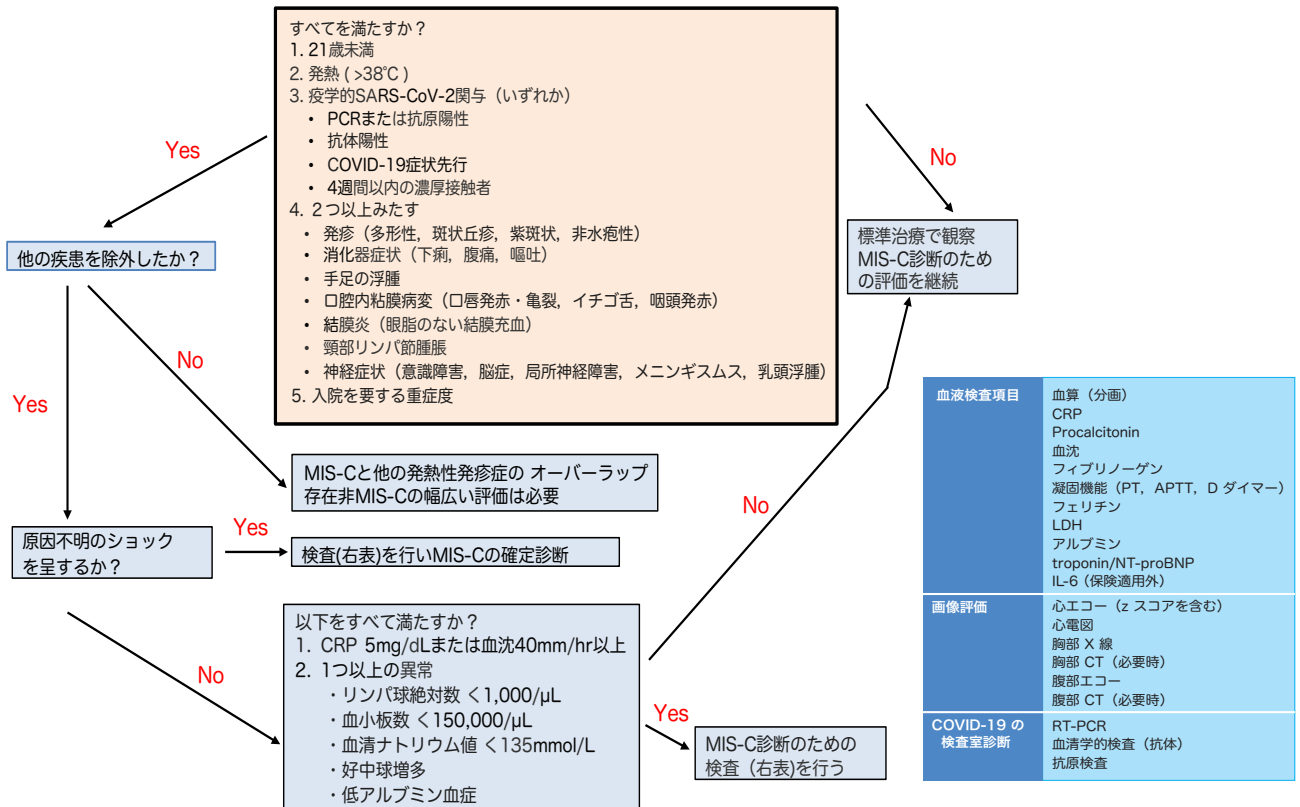 すべてを満たすか？
1. 21歳未満
2. 発熱 ( >38℃ )
3. 疫学的SARS-CoV-2関与（いずれか）
• PCRまたは抗原陽性
• 抗体陽性
• COVID-19症状先行
• 4週間以内の濃厚接触者
4. ２つ以上みたす
• 発疹（多形性，斑状丘疹，紫斑状，非水疱性）
• 消化器症状（下痢，腹痛，嘔吐）
• 手足の浮腫
• 口腔内粘膜病変（口唇発赤・亀裂，イチゴ舌，咽頭発赤）
• 結膜炎（眼脂のない結膜充血）
• 頸部リンパ節腫脹
• 神経症状（意識障害，脳症，局所神経障害，メニンギスムス，乳頭浮腫）
5. 入院を要する重症度
Yes
No
他の疾患を除外したか？
標準治療で観察
MIS-C診断のため
の評価を継続
Yes
No
MIS-Cと他の発熱性発疹症の オーバーラップ
存在非MIS-Cの幅広い評価は必要
原因不明のショック
を呈するか？
Yes
検査(右表)を行いMIS-Cの確定診断
No
以下をすべて満たすか？
1. CRP 5mg/dLまたは血沈40mm/hr以上
2. 1つ以上の異常
・リンパ球絶対数 <1,000/μL
・血小板数 <150,000/μL
・血清ナトリウム値 <135mmol/L
・好中球増多
・低アルブミン血症
No
Yes
MIS-C診断のための
検査（右表)を行う
血液検査項目
血算（分画）
CRP
Procalcitonin
血沈
フィブリノーゲン
凝固機能（PT，APTT，D ダイマー）
フェリチン
LDH
アルブミン
troponin/NT-proBNP
IL-6（保険適用外）
画像評価
心エコー（z スコアを含む）
心電図
胸部 X 線
胸部 CT（必要時）
腹部エコー
腹部 CT（必要時）
COVID-19 の
検査室診断
RT-PCR
血清学的検査（抗体）
抗原検査